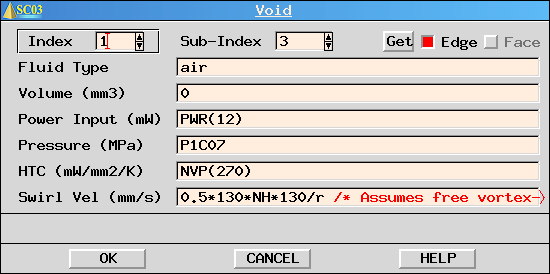 SC03 Void
Index 1 Sub-Index 3 Get Edge Face
Fluid Type air
Volume (mm3) 0
Power Input (mW) PWR(12)
Pressure (MPa) P1C07
HTC (mW/mm2/K) NVP(270)
Swirl Vel (mm/s) 0.5*130*NH*130/r /* Assumes free vortex-
OK CANCEL HELP